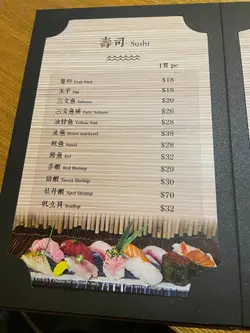 壽司 Sushi
1貫 pc
蟹柳 Crab Stick $18
玉子 Egg $18
三文魚 Salmon $20
三文魚腩 Fatty Salmon $26
油甘魚 Yellow Tail $28
池魚 Horse mackerel $38
魷魚 Squid $28
鰻魚 Eel $32
赤蝦 Red Shrimp $29
甜蝦 Sweet Shrimp $30
牡丹蝦 Spot Shrimp $70
帆立貝 Scallop $32